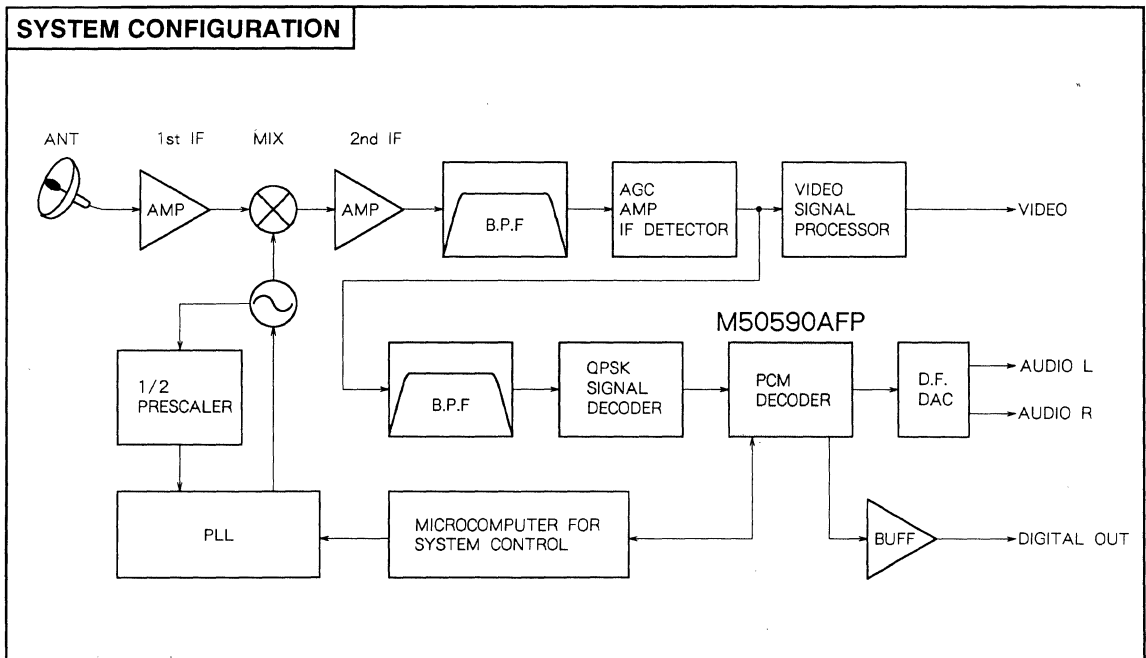 SYSTEM CONFIGURATION
ANT
1st IF
MIX
2nd IF
AMP
AMP
B.P.F
AGC
AMP
IF DETECTOR
VIDEO
SIGNAL
PROCESSOR
VIDEO
M50590AFP
1/2
PRESCALER
B.P.F
QPSK
SIGNAL
DECODER
PCM
DECODER
D.F.
DAC
AUDIO L
AUDIO R
PLL
MICROCOMPUTER FOR
SYSTEM CONTROL
BUFF
DIGITAL OUT